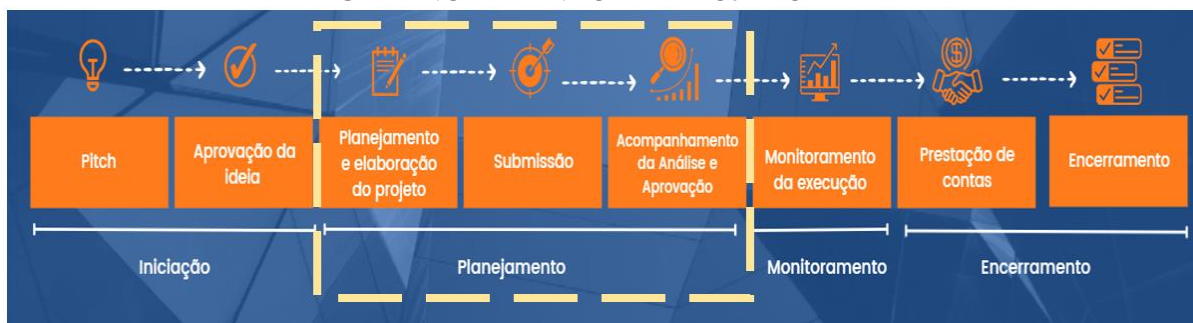 Pitch
Aprovação da
ideia
Planejamento
e elaboração
do projeto
Submissão
Acompanhamento
da Análise e
Aprovação
Monitoramento
da execução
Prestação de
contas
Encerramento
Iniciação
Planejamento
Monitoramento
Encerramento